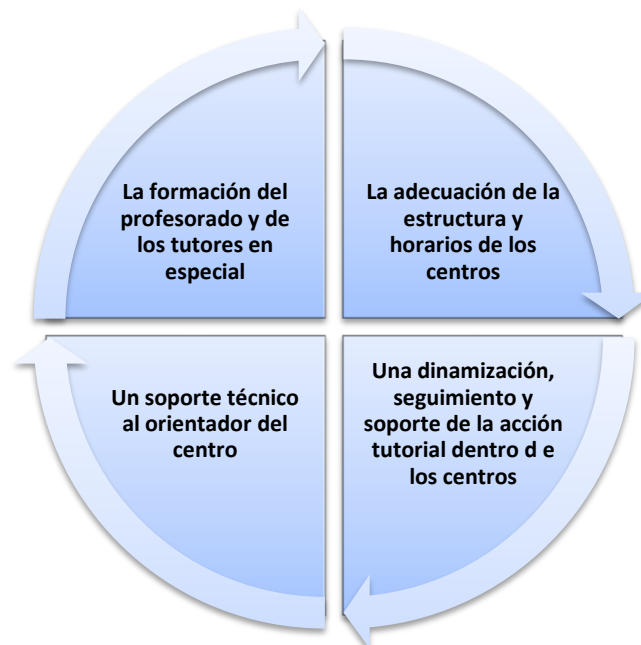 La formación del
profesorado y de
los tutores en
especial
La adecuación de la
estructura y
horarios de los
centros
Un soporte técnico
al orientador del
centro
Una dinamización,
seguimiento y
soporte de la acción
tutorial dentro d e
los centros